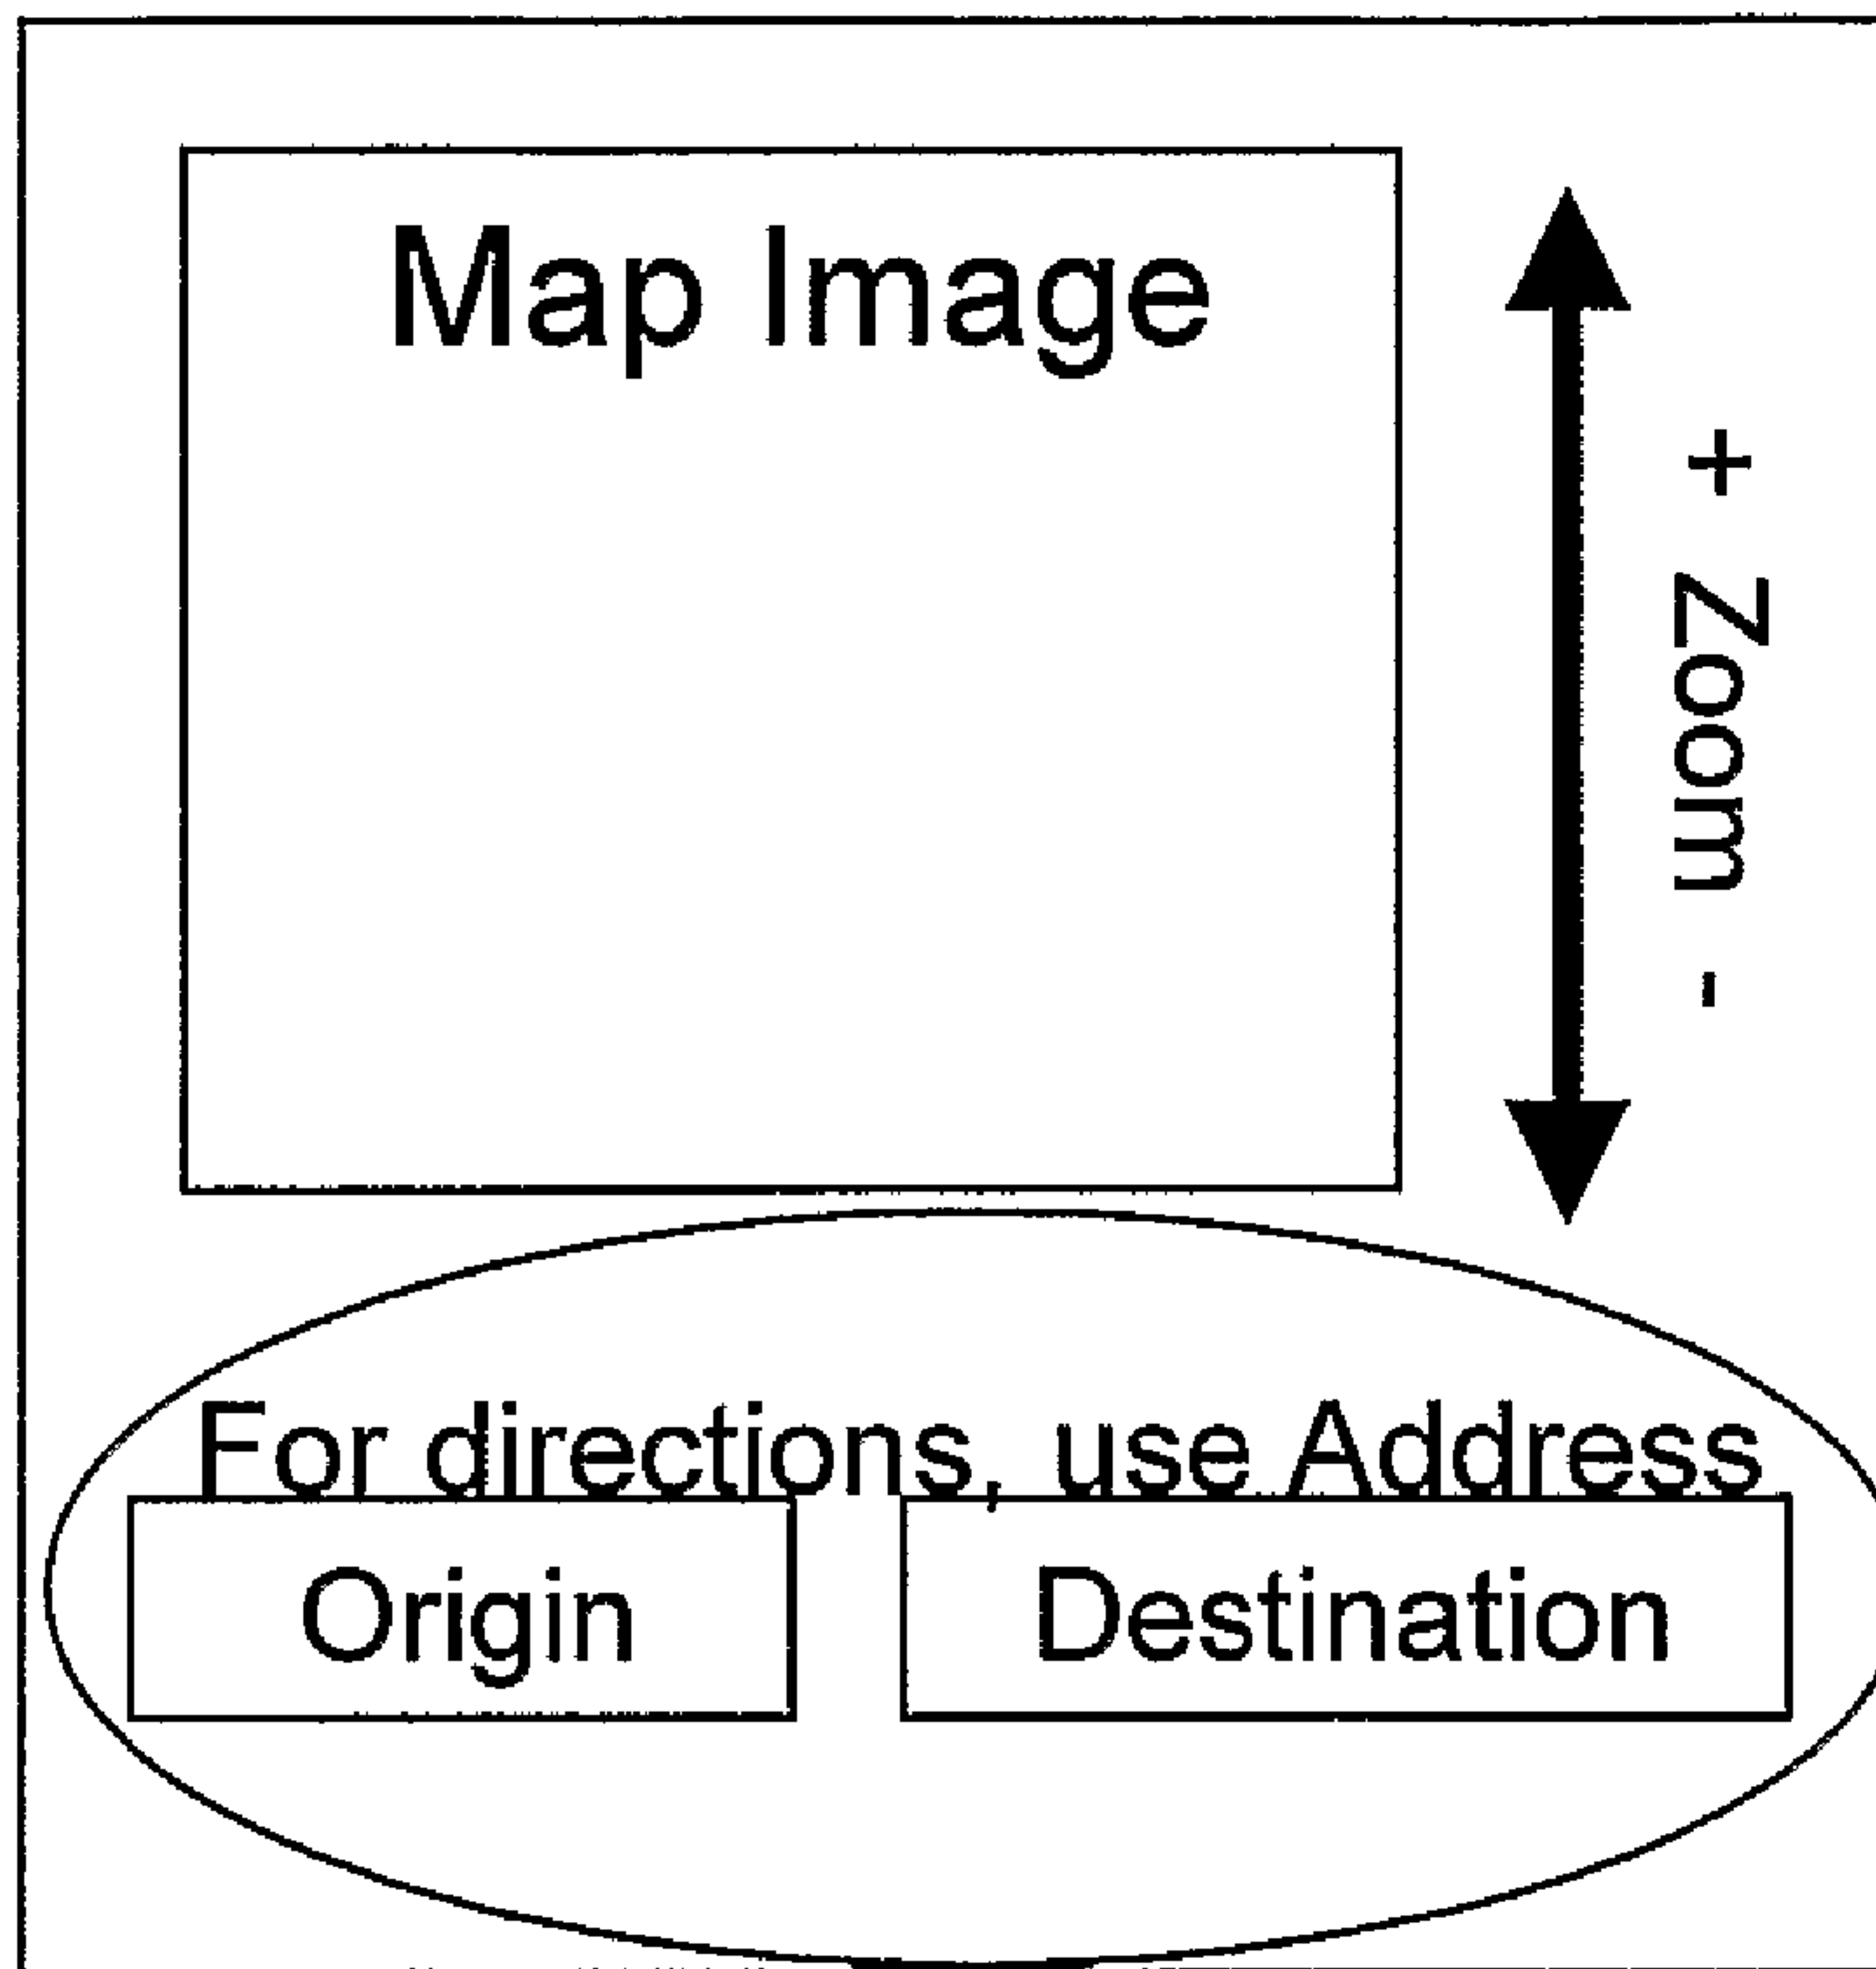 Map Image
+ Zoom -
For directions, use Address
Origin
Destination